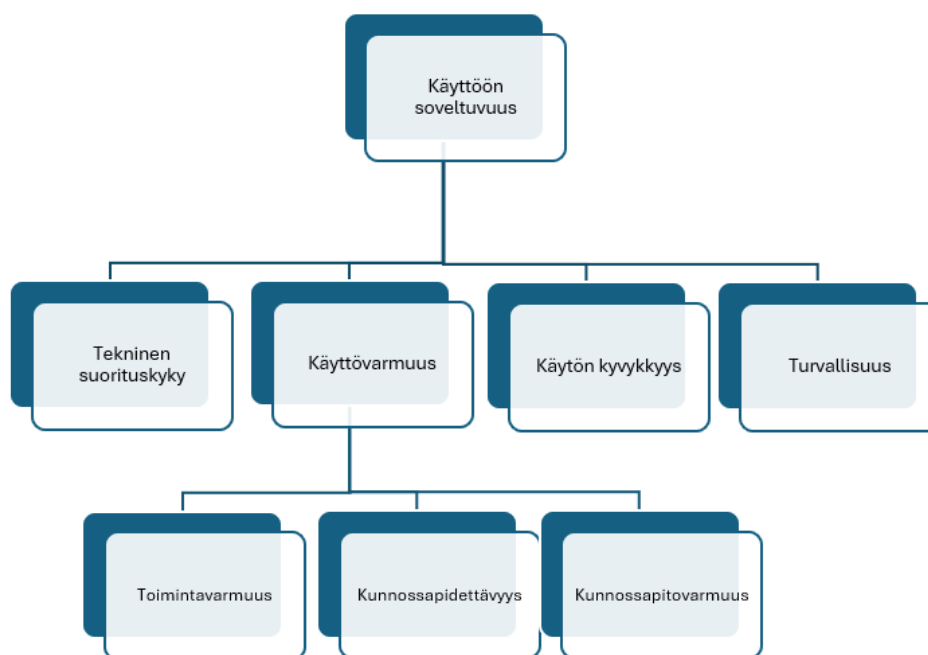 Käyttöön
soveltuvuus
Tekninen
suorituskyky
Käyttövarmuus
Käytön kyvykkyys
Turvallisuus
Toimintavarmuus
Kunnossapidettävyys
Kunnossapitovarmuus